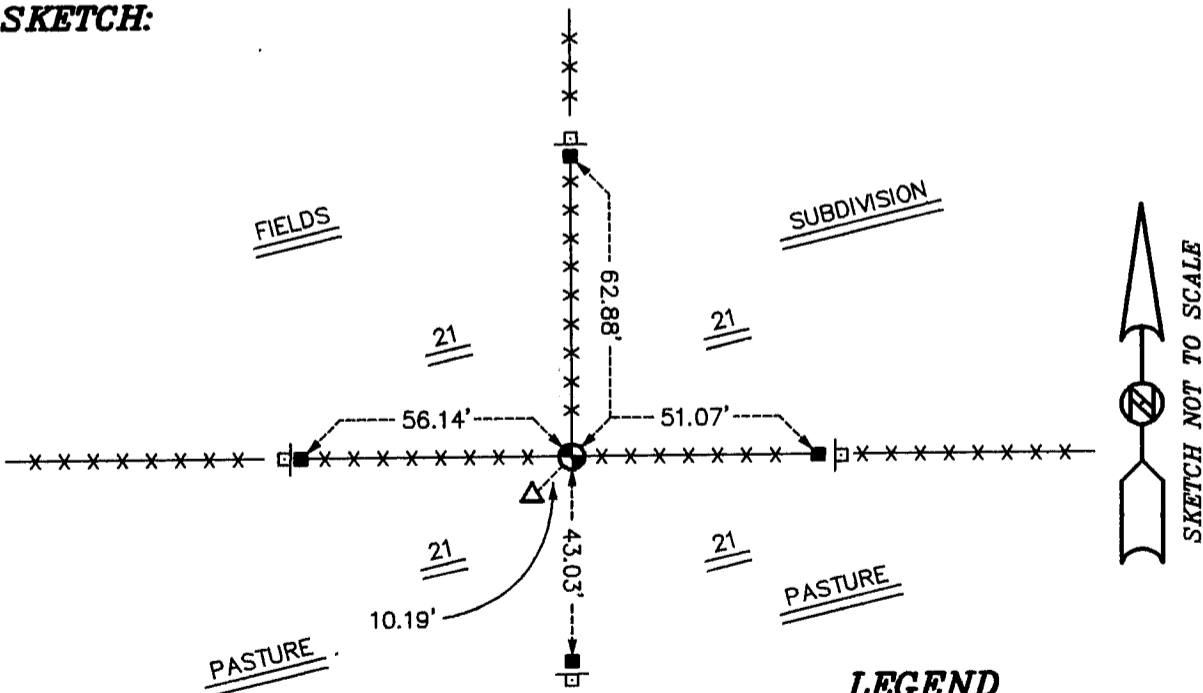 SKETCH:
FIELDS
SUBDIVISION
62.88'
21
21
56.14'
51.07'
N
SKETCH NOT TO SCALE
21
43.03'
21
10.19'
PASTURE
PASTURE
LEGEND